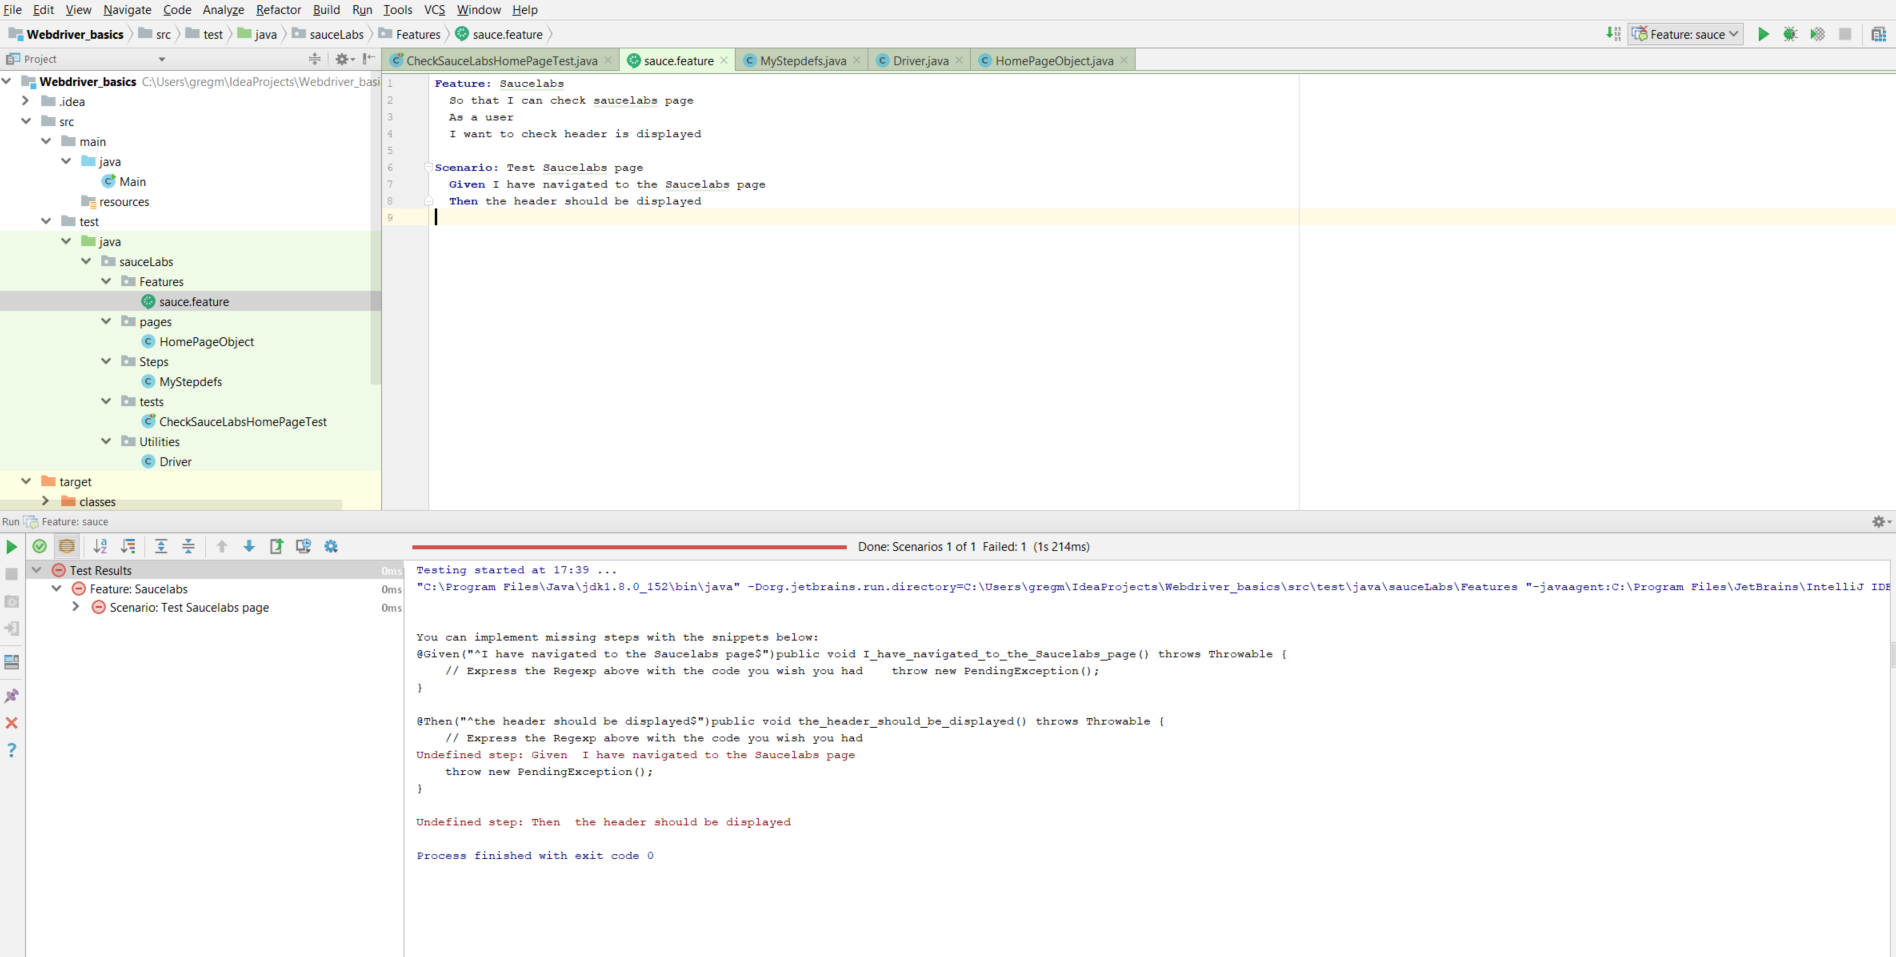 File Edit View Navigate Code Analyze Refactor Build Run Tools VCS Window Help
Webdriver_basics src test java sauceLabs Features sauce.feature Feature: sauce
Project
CheckSauceLabsHomePageTest.java sauce.feature MyStepdefs.java Driver.java HomePageObject.java
Webdriver_basics C:\Users\gregm\IdeaProjects\Webdriver_basi
.idea
src
main
java
Main
resources
test
java
sauceLabs
Features
sauce.feature
pages
HomePageObject
Steps
MyStepdefs
tests
CheckSauceLabsHomePageTest
Utilities
Driver
target
classes
1 Feature: Saucelabs
2 So that I can check saucelabs page
3 As a user
4 I want to check header is displayed
5
6 Scenario: Test Saucelabs page
7 Given I have navigated to the Saucelabs page
8 Then the header should be displayed
9
Run Feature: sauce
Done: Scenarios 1 of 1 Failed: 1 (1s 214ms)
Test Results 0ms
Feature: Saucelabs 0ms
Scenario: Test Saucelabs page 0ms
Testing started at 17:39 ...
"C:\Program Files\Java\jdk1.8.0_152\bin\java" -Dorg.jetbrains.run.directory=C:\Users\gregm\IdeaProjects\Webdriver_basics\src\test\java\sauceLabs\Features "-javaagent:C:\Program Files\JetBrains\IntelliJ IDE
You can implement missing steps with the snippets below:
@Given("^I have navigated to the Saucelabs page$")public void I_have_navigated_to_the_Saucelabs_page() throws Throwable {
// Express the Regexp above with the code you wish you had throw new PendingException();
}
@Then("^the header should be displayed$")public void the_header_should_be_displayed() throws Throwable {
// Express the Regexp above with the code you wish you had
Undefined step: Given I have navigated to the Saucelabs page
throw new PendingException();
}
Undefined step: Then the header should be displayed
Process finished with exit code 0